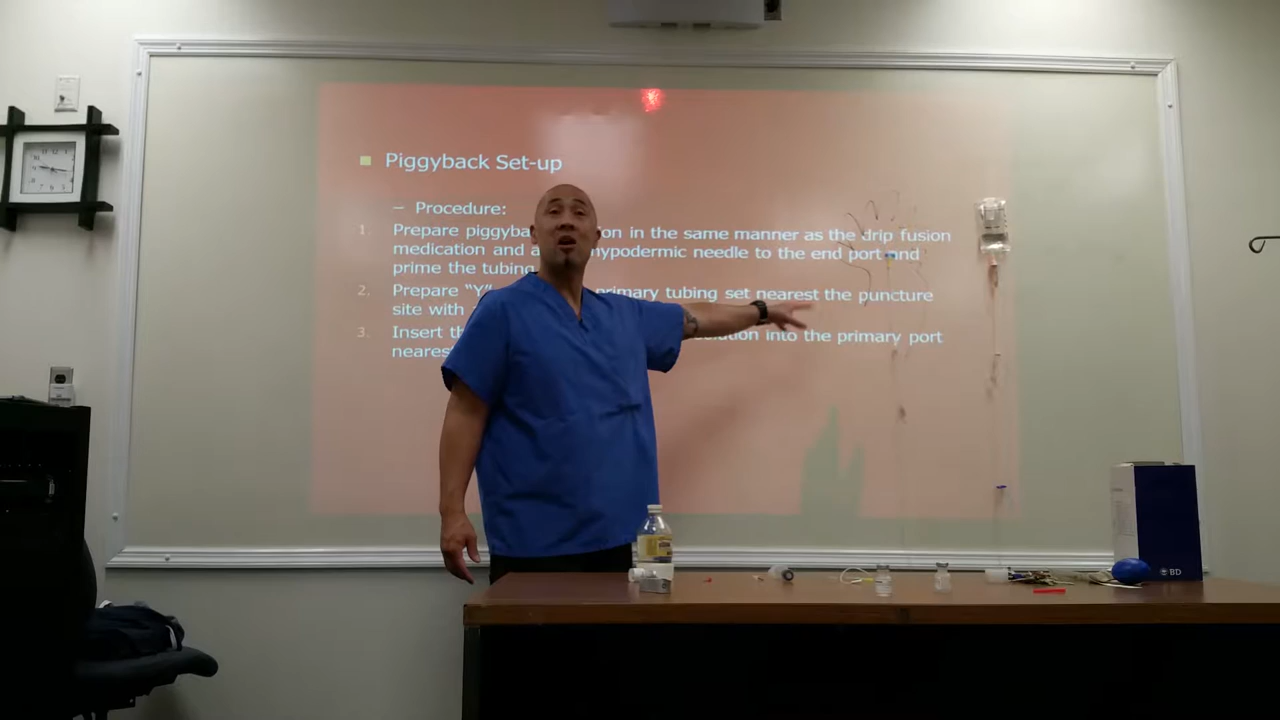 Piggyback Set-up
– Procedure:
1. Prepare piggyba on in the same manner as the drip fusion
medication and a hypodermic needle to the end port and
prime the tubing
2. Prepare “Y” primary tubing set nearest the puncture
site with
3. Insert th into the primary port
neares
BD